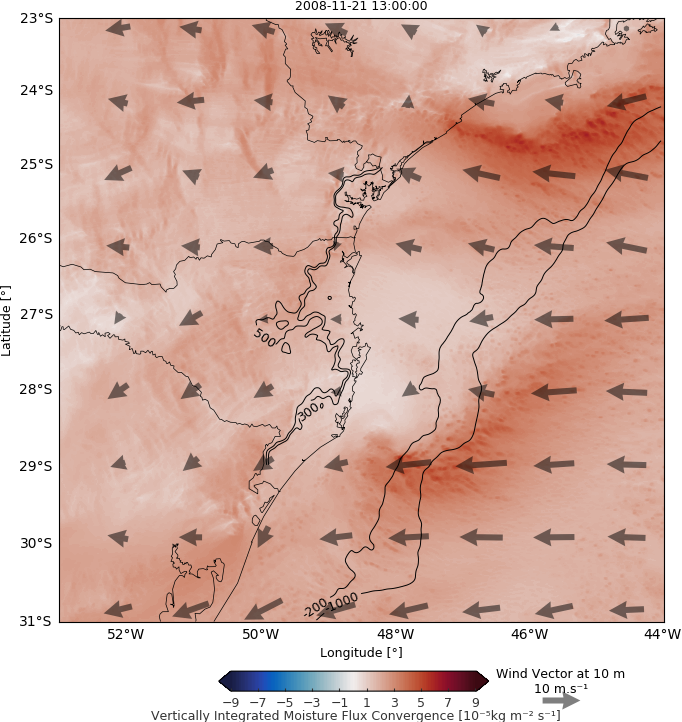 2008-11-21 13:00:00
23°S
24°S
25°S
26°S
27°S
28°S
29°S
30°S
31°S
Latitude [°]
500
300
-200
-1000
52°W 50°W 48°W 46°W 44°W
Longitude [°]
−9 −7 −5 −3 −1 1 3 5 7 9
Vertically Integrated Moisture Flux Convergence [10⁻⁵kg m⁻² s⁻¹]
Wind Vector at 10 m
10 m.s⁻¹